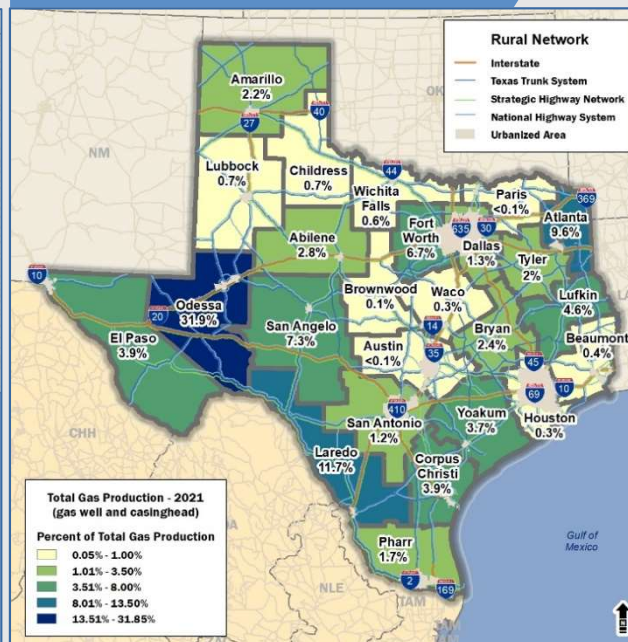 Rural Network
Interstate
Texas Trunk System
Strategic Highway Network
National Highway System
Urbanized Area
OK
NM
Amarillo
2.2%
40
27
Lubbock
0.7%
Childress
0.7%
44
Wichita
Falls
0.6%
Paris
<0.1%
369
Fort
Worth
6.7%
635
30
Dallas
1.3%
Atlanta
9.6%
Abilene
2.8%
Tyler
2%
10
Odessa
31.9%
20
El Paso
3.9%
San Angelo
7.3%
Brownwood
0.1%
Waco
0.3%
14
Lufkin
4.6%
LA
Bryan
2.4%
Austin
<0.1%
35
45
Beaumont
0.4%
10
69
Houston
0.3%
410
San Antonio
1.2%
Yoakum
3.7%
CHH
Laredo
11.7%
Corpus
Christi
3.9%
Total Gas Production - 2021
(gas well and casinghead)
Percent of Total Gas Production
0.05% - 1.00%
1.01% - 3.50%
3.51% - 8.00%
8.01% - 13.50%
13.51% - 31.85%
Pharr
1.7%
2
169
Gulf of
Mexico
NLE
TAM